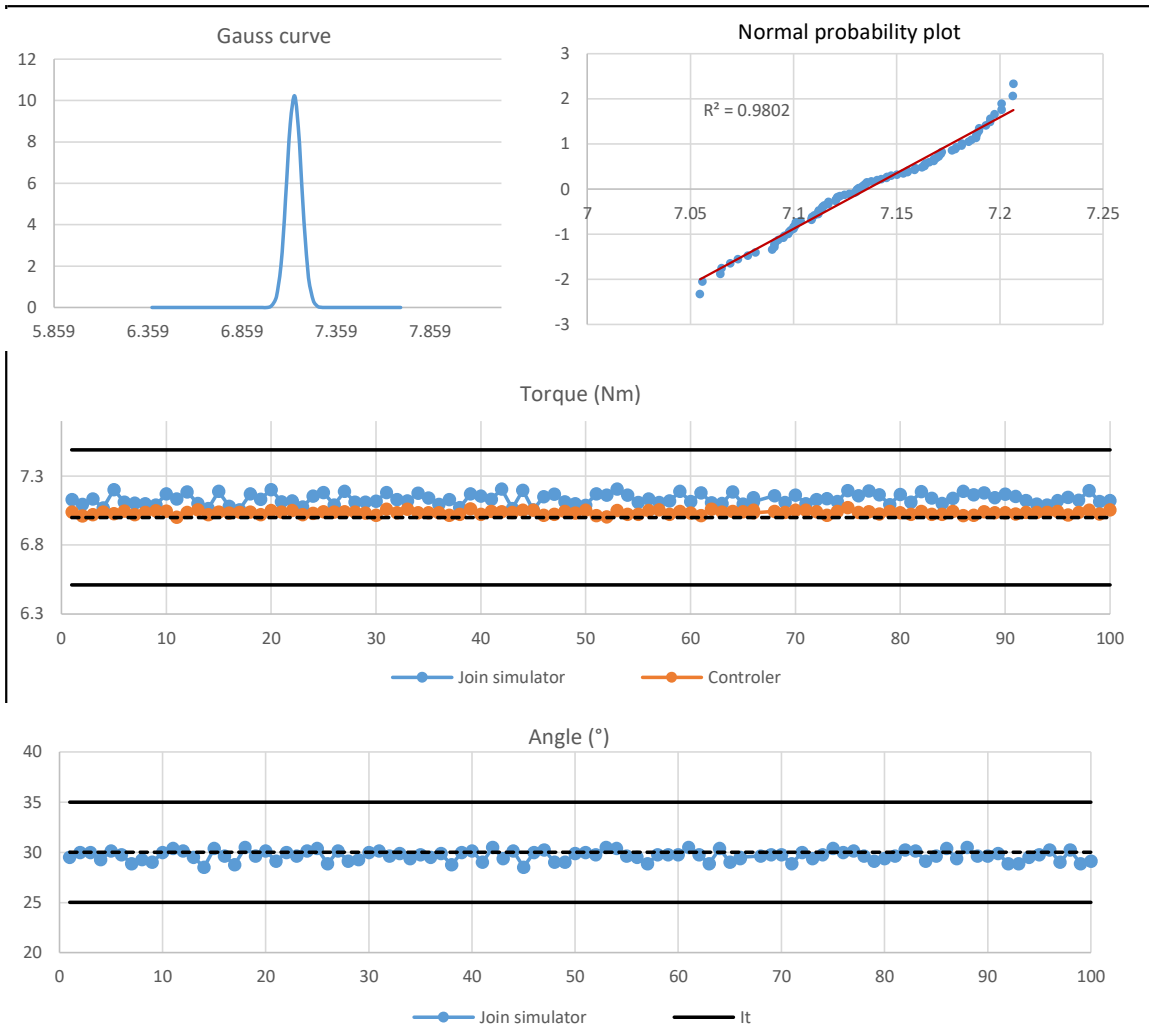 Gauss curve
12
10
8
6
4
2
0
5.859 6.359 6.859 7.359 7.859
Normal probability plot
3
2
R² = 0.9802
1
0
7 7.05 7.1 7.15 7.2 7.25
-1
-2
-3
Torque (Nm)
7.3
6.8
6.3
0 10 20 30 40 50 60 70 80 90 100
Join simulator Controler
Angle (°)
40
35
30
25
20
0 10 20 30 40 50 60 70 80 90 100
Join simulator It